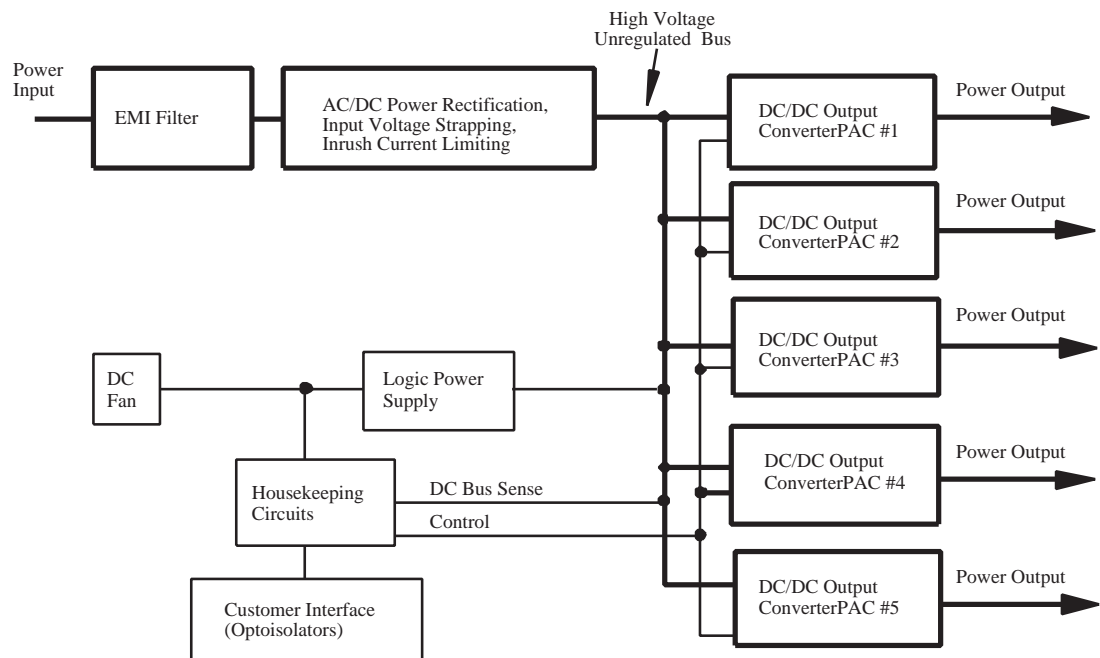 High Voltage
Unregulated Bus
Power
Input
EMI Filter
AC/DC Power Rectification,
Input Voltage Strapping,
Inrush Current Limiting
DC/DC Output
ConverterPAC #1
Power Output
DC/DC Output
ConverterPAC #2
Power Output
DC/DC Output
ConverterPAC #3
Power Output
DC
Fan
Logic Power
Supply
DC/DC Output
ConverterPAC #4
Power Output
Housekeeping
Circuits
DC Bus Sense
Control
DC/DC Output
ConverterPAC #5
Power Output
Customer Interface
(Optoisolators)